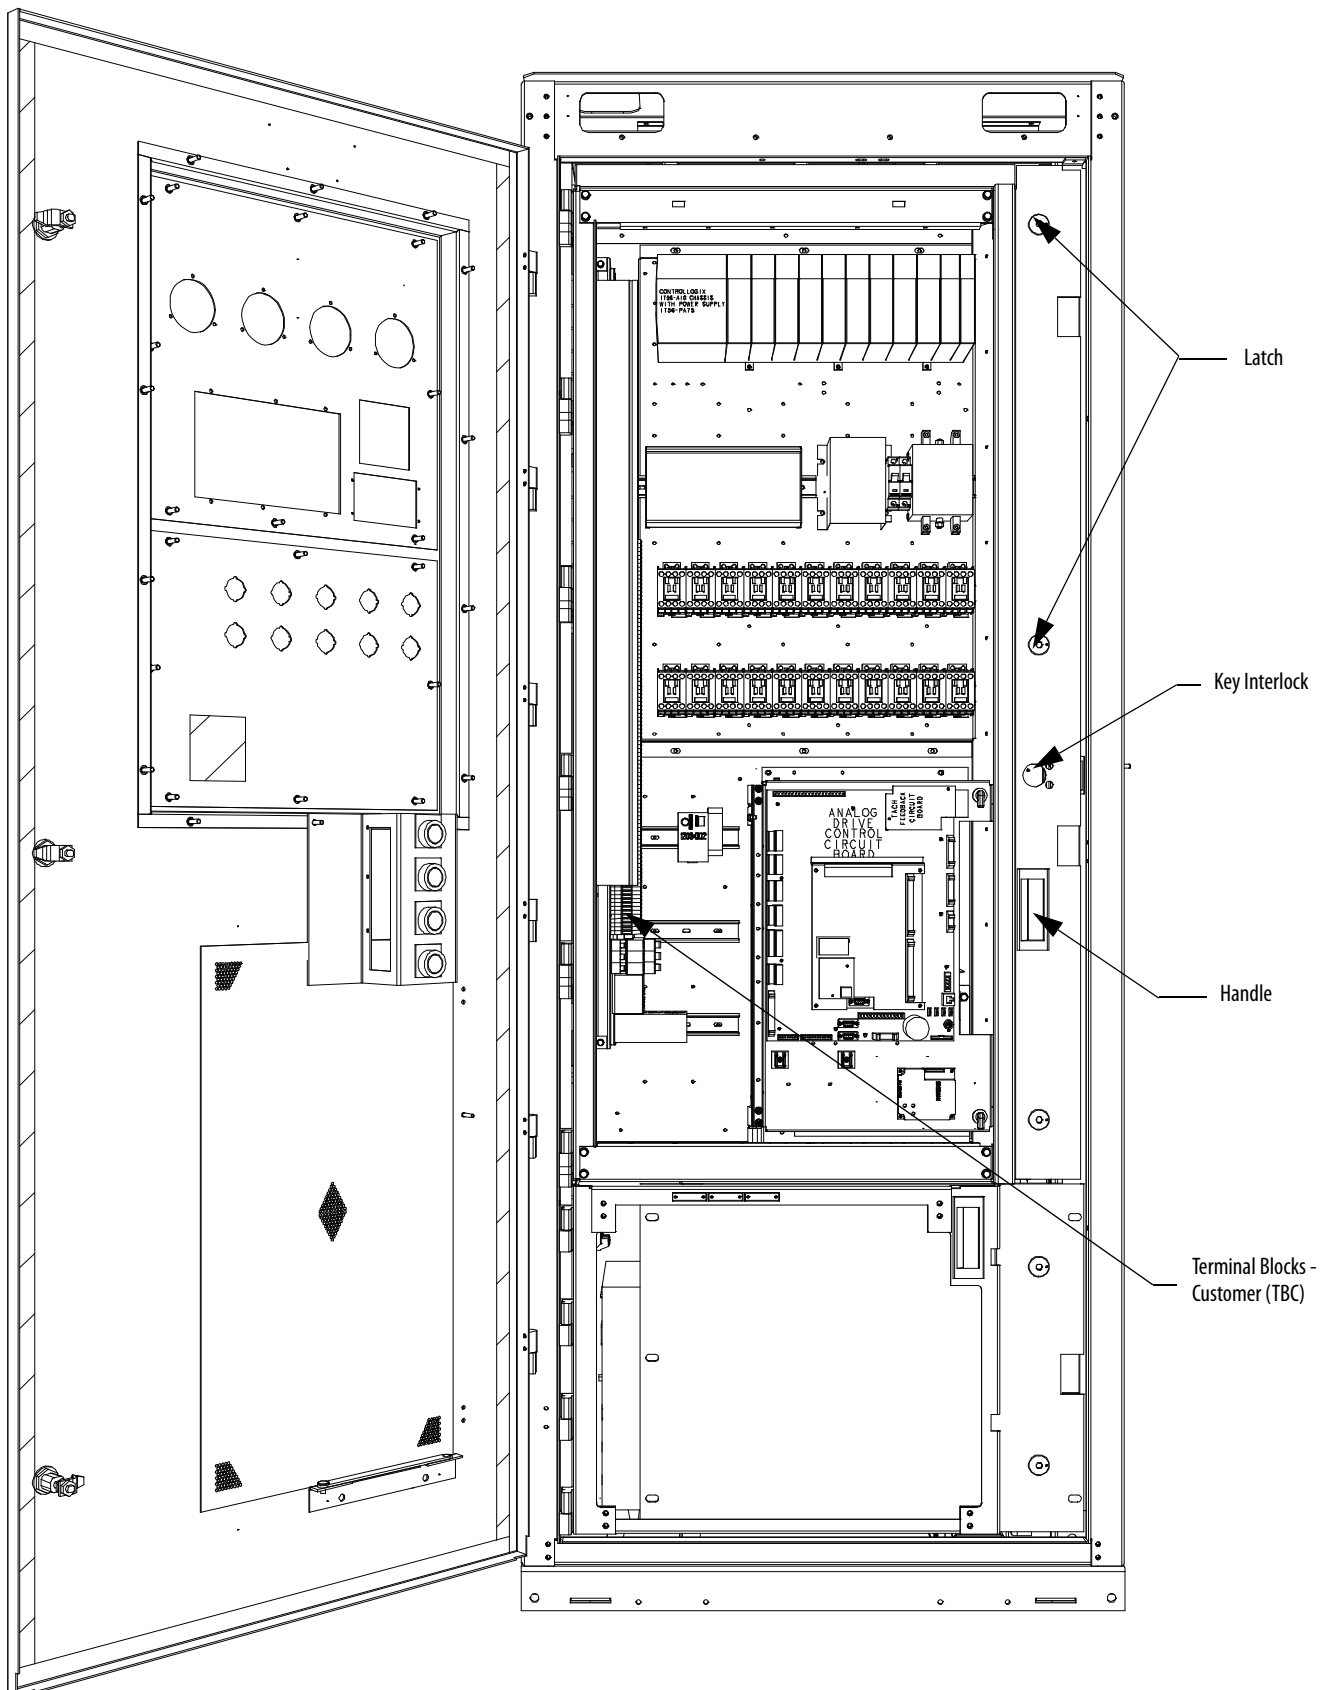 CONTROLLOGIX
1756-A10 CHASSIS
WITH POWER SUPPLY
1756-PA75
Latch
Key Interlock
TACH
FEEDBACK
CIRCUIT
BOARD
ANALOG
DRIVE
CONTROL
CIRCUIT
BOARD
Handle
Terminal Blocks -
Customer (TBC)